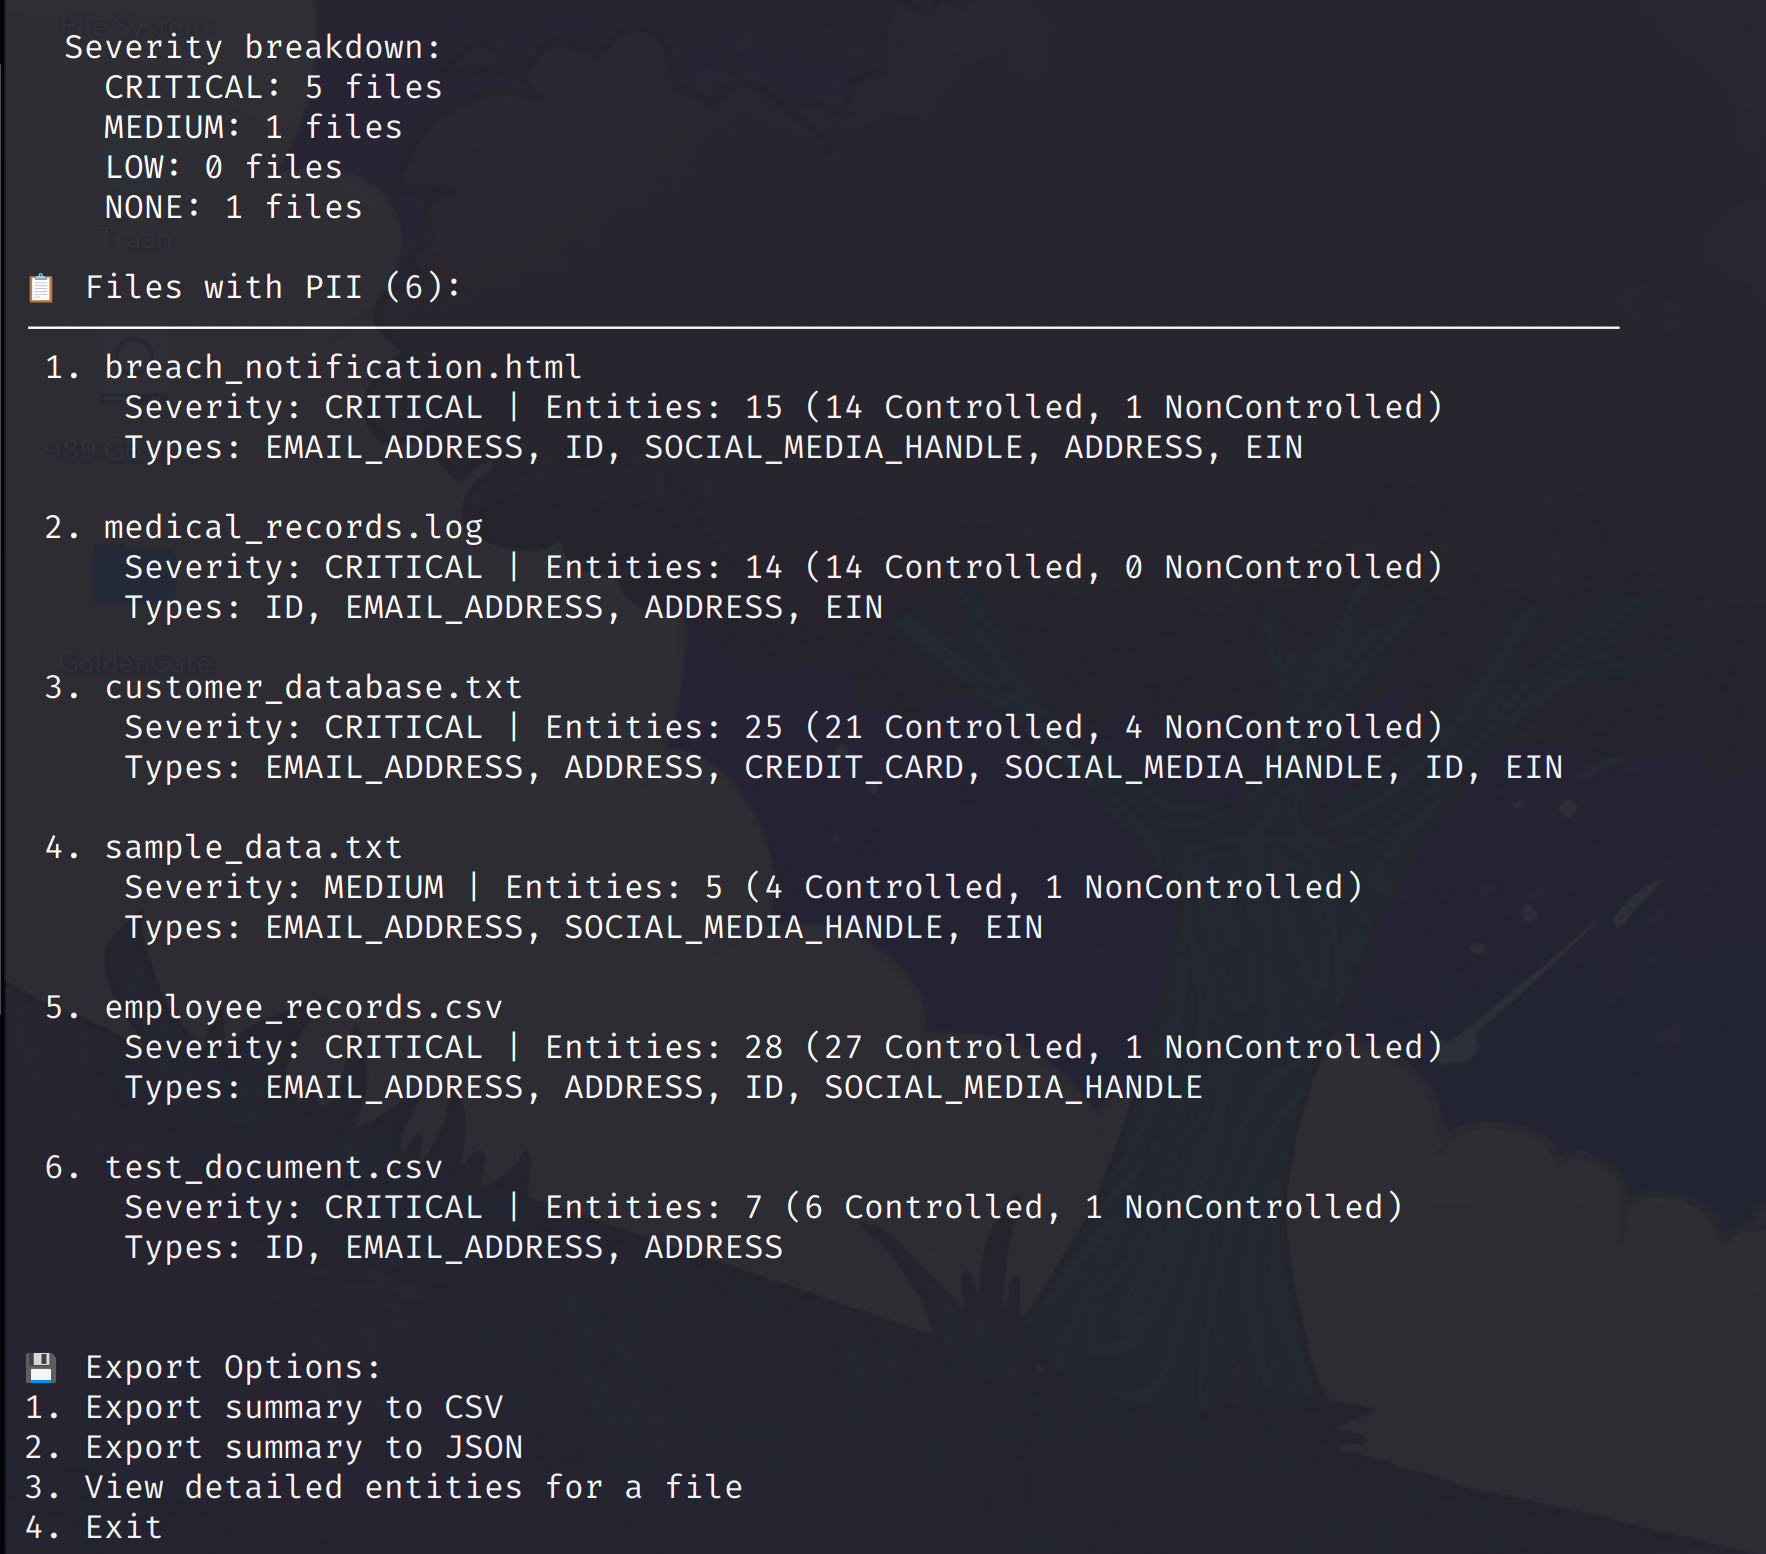 File System
Severity breakdown:
CRITICAL: 5 files
MEDIUM: 1 files
LOW: 0 files
NONE: 1 files
Trash
📋 Files with PII (6):
1. breach_notification.html
Severity: CRITICAL | Entities: 15 (14 Controlled, 1 NonControlled)
989 G
Types: EMAIL_ADDRESS, ID, SOCIAL_MEDIA_HANDLE, ADDRESS, EIN
2. medical_records.log
Severity: CRITICAL | Entities: 14 (14 Controlled, 0 NonControlled)
Types: ID, EMAIL_ADDRESS, ADDRESS, EIN
GoldenGate
3. customer_database.txt
Severity: CRITICAL | Entities: 25 (21 Controlled, 4 NonControlled)
Types: EMAIL_ADDRESS, ADDRESS, CREDIT_CARD, SOCIAL_MEDIA_HANDLE, ID, EIN
4. sample_data.txt
Severity: MEDIUM | Entities: 5 (4 Controlled, 1 NonControlled)
Types: EMAIL_ADDRESS, SOCIAL_MEDIA_HANDLE, EIN
5. employee_records.csv
Severity: CRITICAL | Entities: 28 (27 Controlled, 1 NonControlled)
Types: EMAIL_ADDRESS, ADDRESS, ID, SOCIAL_MEDIA_HANDLE
6. test_document.csv
Severity: CRITICAL | Entities: 7 (6 Controlled, 1 NonControlled)
Types: ID, EMAIL_ADDRESS, ADDRESS
💾 Export Options:
1. Export summary to CSV
2. Export summary to JSON
3. View detailed entities for a file
4. Exit